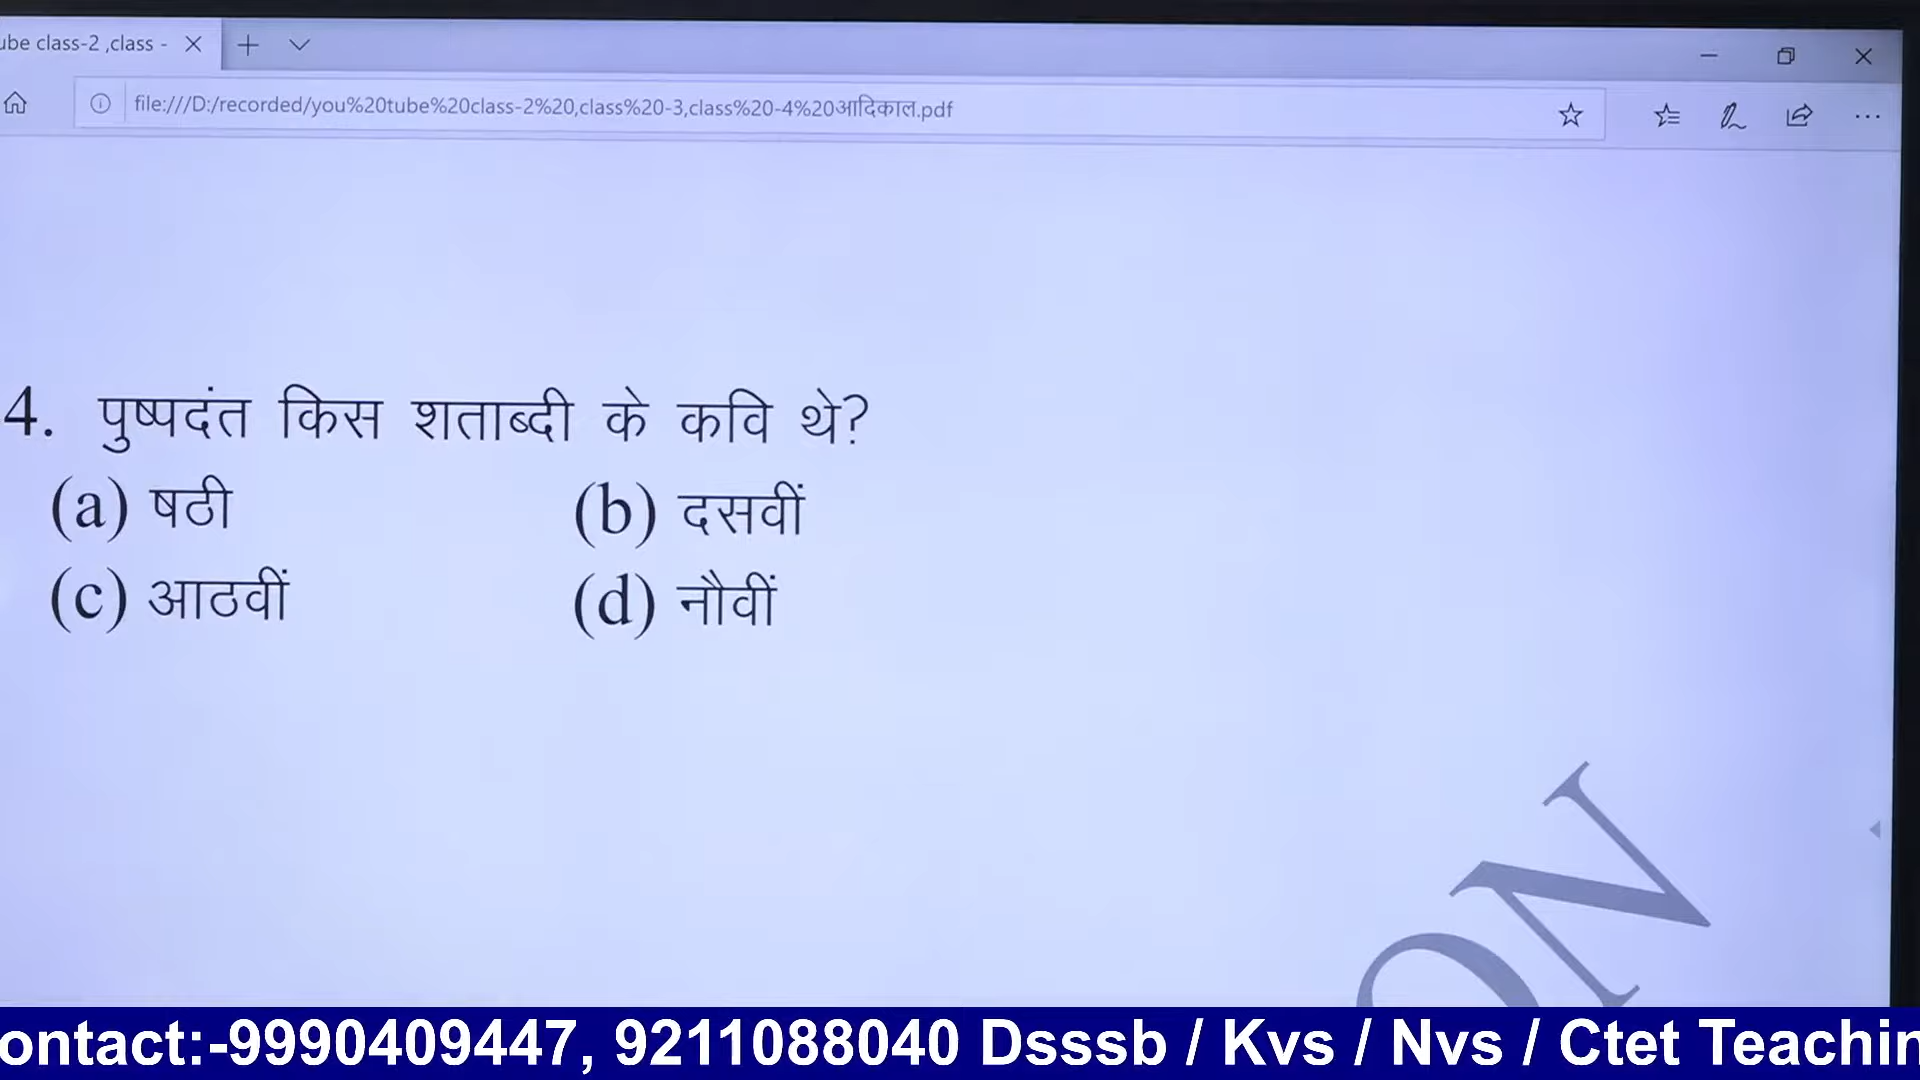 ube class-2 ,class -
file:///D:/recorded/you%20tube%20class-2%20,class%20-3,class%20-4%20आदिकाल.pdf
4. पुष्पदंत किस शताब्दी के कवि थे?
(a) षठी (b) दसवीं
(c) आठवीं (d) नौवीं
ON
ontact:-9990409447, 9211088040 Dsssb / Kvs / Nvs / Ctet Teachin